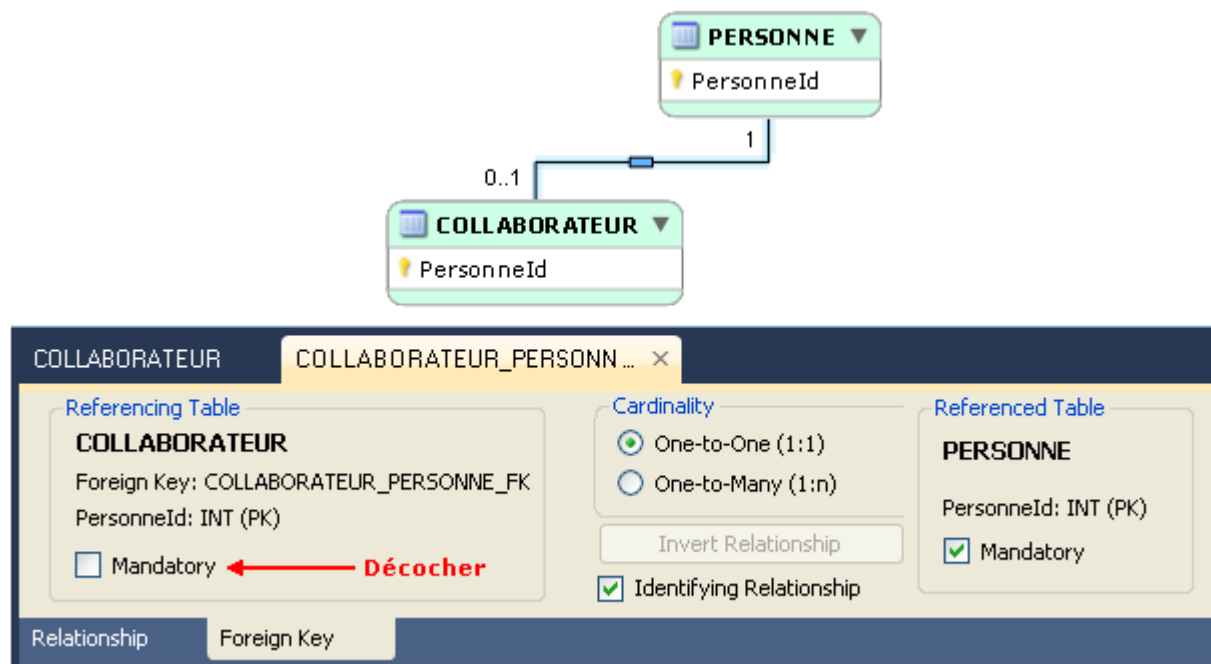 PERSONNE
PersonneId
1
0..1
COLLABORATEUR
PersonneId
COLLABORATEUR
COLLABORATEUR_PERSONN ...
Referencing Table
COLLABORATEUR
Foreign Key: COLLABORATEUR_PERSONNE_FK
PersonneId: INT (PK)
Mandatory
Décocher
Cardinality
One-to-One (1:1)
One-to-Many (1:n)
Invert Relationship
Identifying Relationship
Referenced Table
PERSONNE
PersonneId: INT (PK)
Mandatory
Relationship
Foreign Key